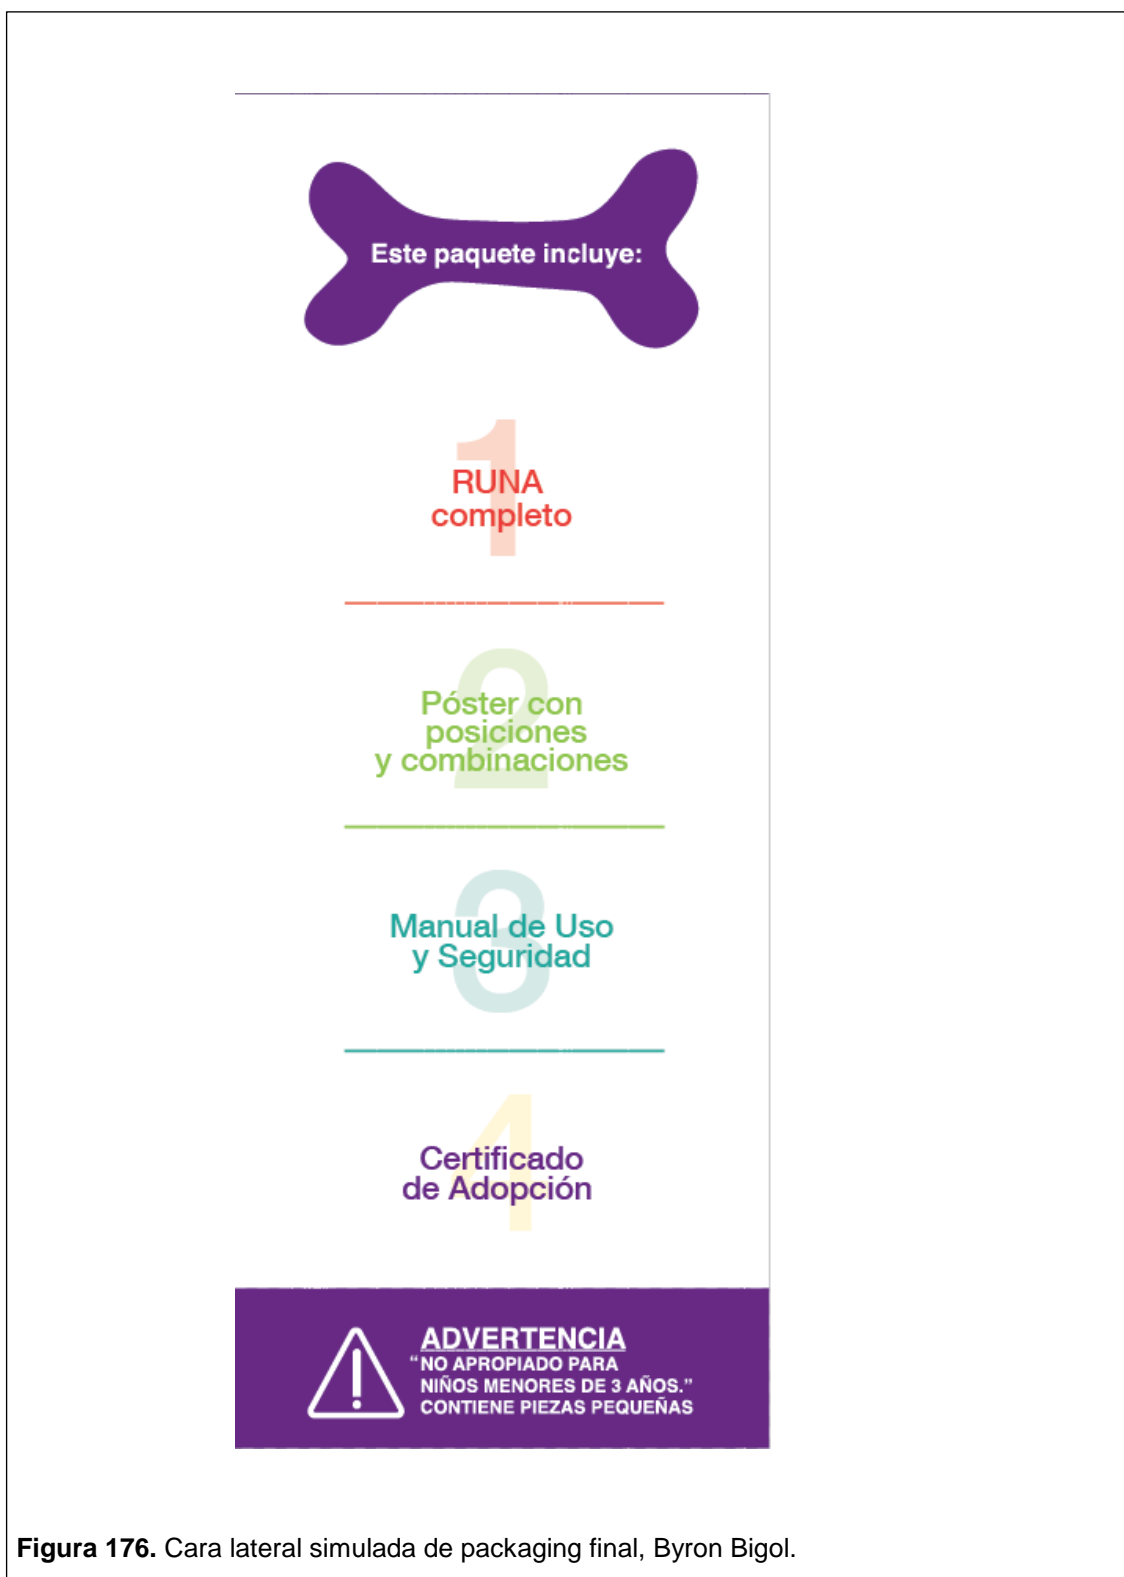 Este paquete incluye:
1
RUNA
completo
2
Póster con
posiciones
y combinaciones
3
Manual de Uso
y Seguridad
4
Certificado
de Adopción
ADVERTENCIA
“NO APROPIADO PARA
NIÑOS MENORES DE 3 AÑOS.”
CONTIENE PIEZAS PEQUEÑAS
Figura 176. Cara lateral simulada de packaging final, Byron Bigol.